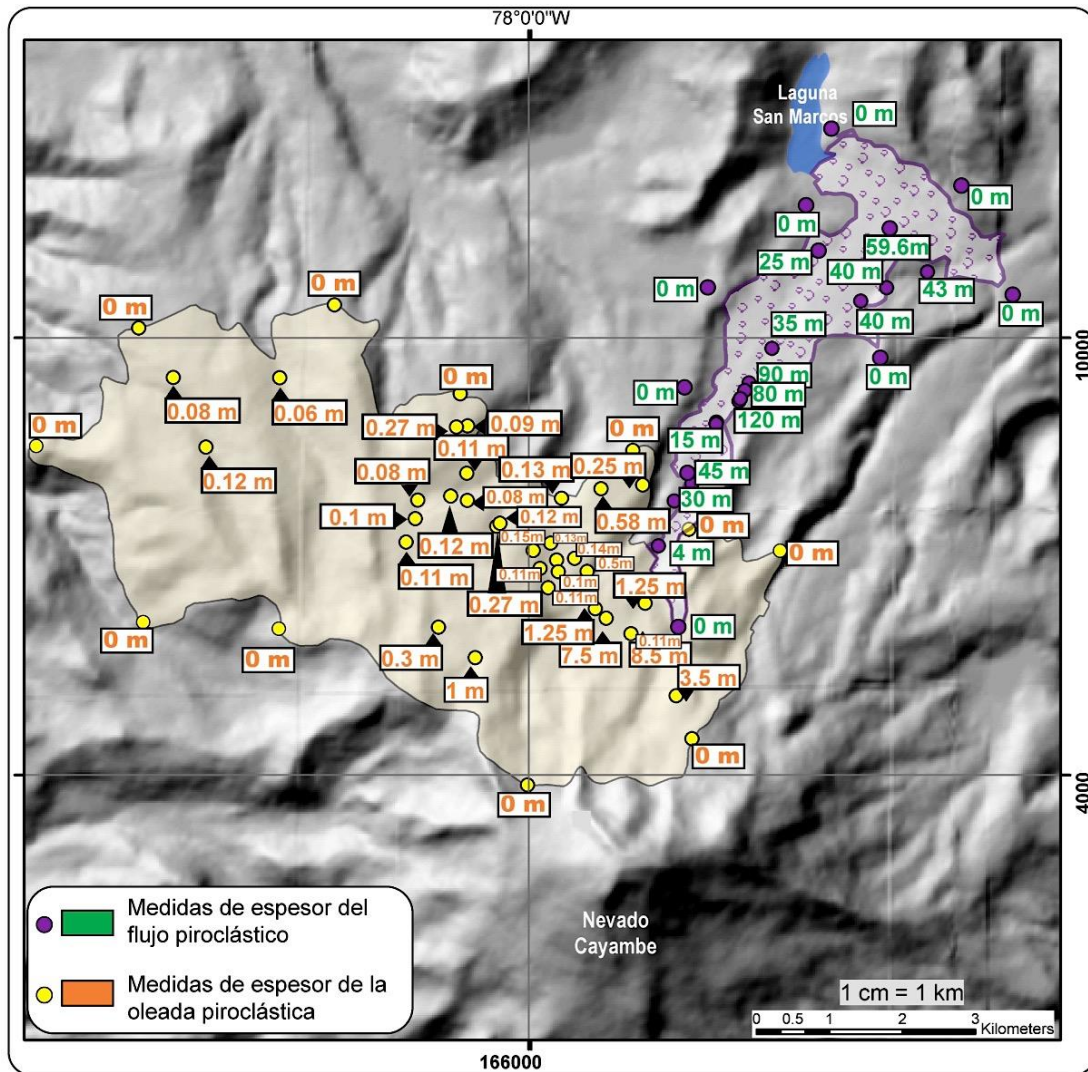 78°0'0"W
Laguna
San Marcos
0 m
0 m
0 m
59.6m
25 m
40 m
0 m
43 m
0 m
40 m
0 m
0 m
35 m
10000
90 m
0 m
0 m
0 m
80 m
0.08 m
0.06 m
120 m
0 m
0.27 m
0.09 m
0 m
15 m
0.11 m
0.12 m
0.08 m
0.13 m
0.25 m
45 m
0.08 m
30 m
0.1 m
0.12 m
0.58 m
0 m
0.12 m
0.15m
0.13m
0.14m
4 m
0 m
0.5m
0.11 m
0.11m
0.1m
1.25 m
0.27 m
0.11m
0 m
0 m
1.25 m
0 m
0.11m
0.3 m
7.5 m
8.5 m
1 m
3.5 m
0 m
4000
0 m
Nevado
Cayambe
Medidas de espesor del
flujo piroclástico
Medidas de espesor de la
oleada piroclástica
1 cm = 1 km
0 0.5 1 2 3
Kilometers
166000